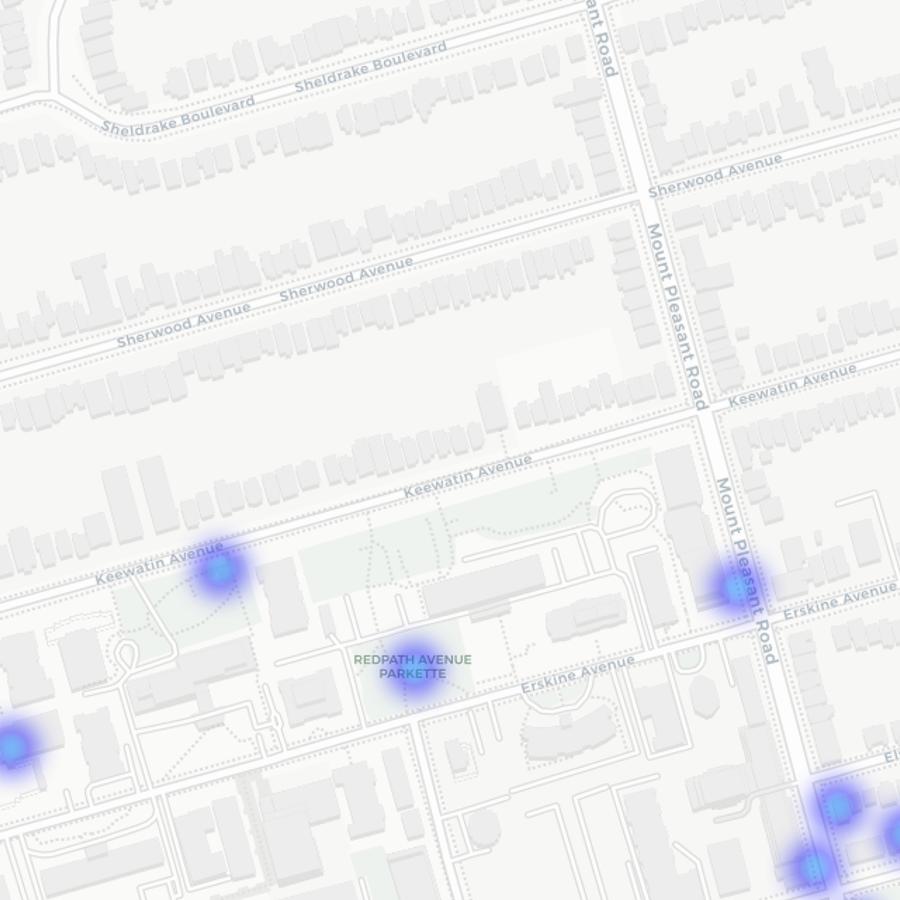 ant Road
Sheldrake Boulevard
Sheldrake Boulevard
Sherwood Avenue
Sherwood Avenue
Sherwood Avenue
Mount Pleasant Road
Keewatin Avenue
Keewatin Avenue
Keewatin Avenue
Mount Pleasant Road
Erskine Avenue
REDPATH AVENUE
PARKETTE
Erskine Avenue
E